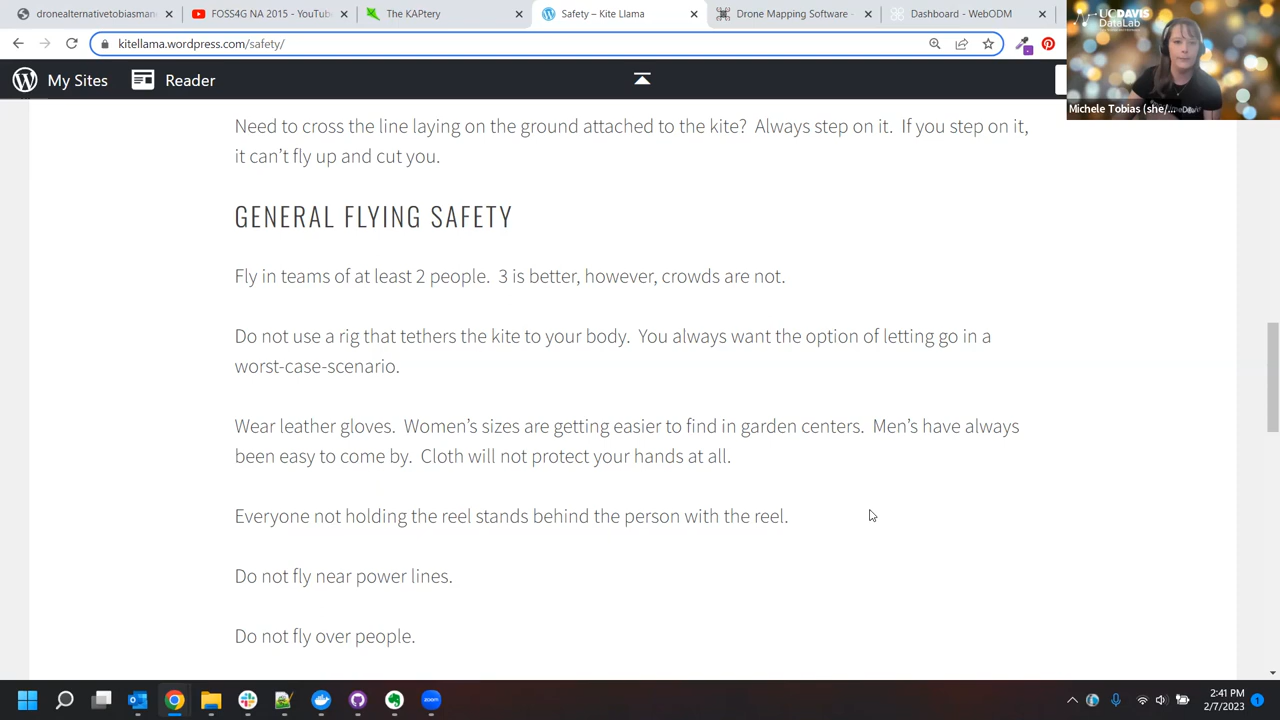 dronealternativetobiasman
FOSS4G NA 2015 - YouTub
The KAPer
Safety – Kite Llama
Drone Mapping Software
Dashboard - WebODM
kitellama.wordpress.com/safety/
My Sites
Reader
UCDAVIS
DataLab
Michele Tobias (she/...
Need to cross the line laying on the ground attached to the kite? Always step on it. If you step on it,
it can’t fly up and cut you.
GENERAL FLYING SAFETY
Fly in teams of at least 2 people. 3 is better, however, crowds are not.
Do not use a rig that tethers the kite to your body. You always want the option of letting go in a
worst-case-scenario.
Wear leather gloves. Women’s sizes are getting easier to find in garden centers. Men’s have always
been easy to come by. Cloth will not protect your hands at all.
Everyone not holding the reel stands behind the person with the reel.
Do not fly near power lines.
Do not fly over people.
zoom
2:41 PM
2/7/2023
1